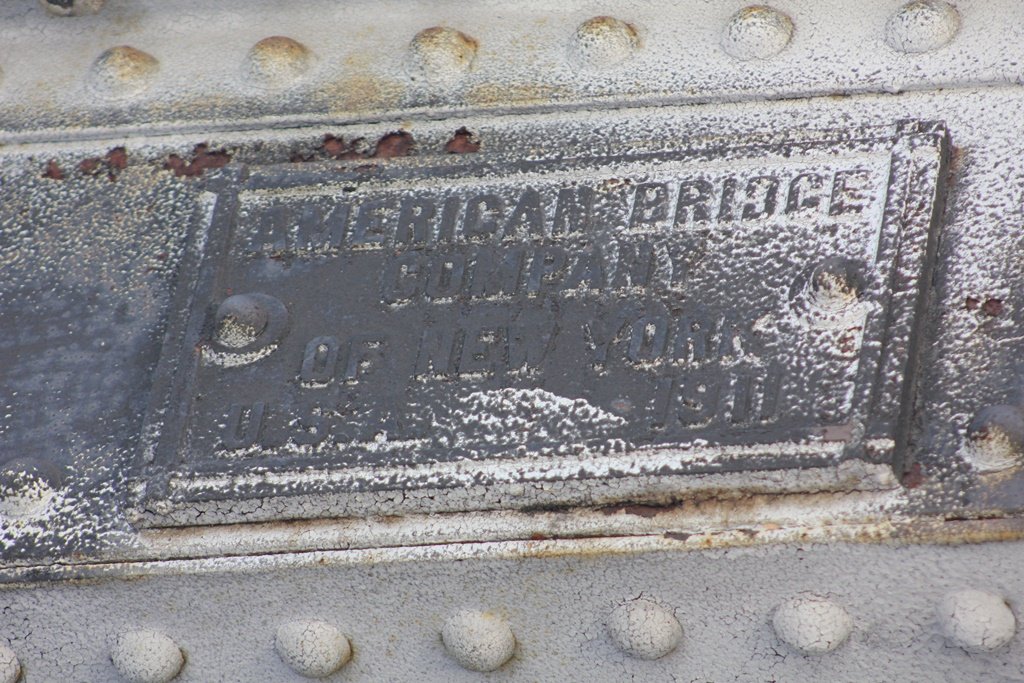 AMERICAN BRIDGE
COMPANY
OF NEW YORK
U.S.A. 1911